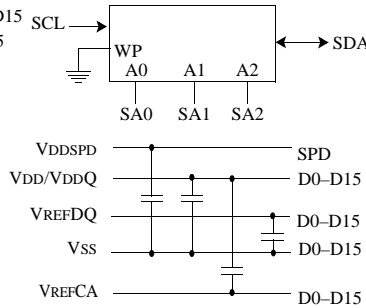 D15
SCL
WP
SDA
A0 A1 A2
SA0 SA1 SA2
VDDSPD SPD
VDD/VDDQ D0–D15
VREFDQ D0–D15
VSS D0–D15
VREFCA D0–D15